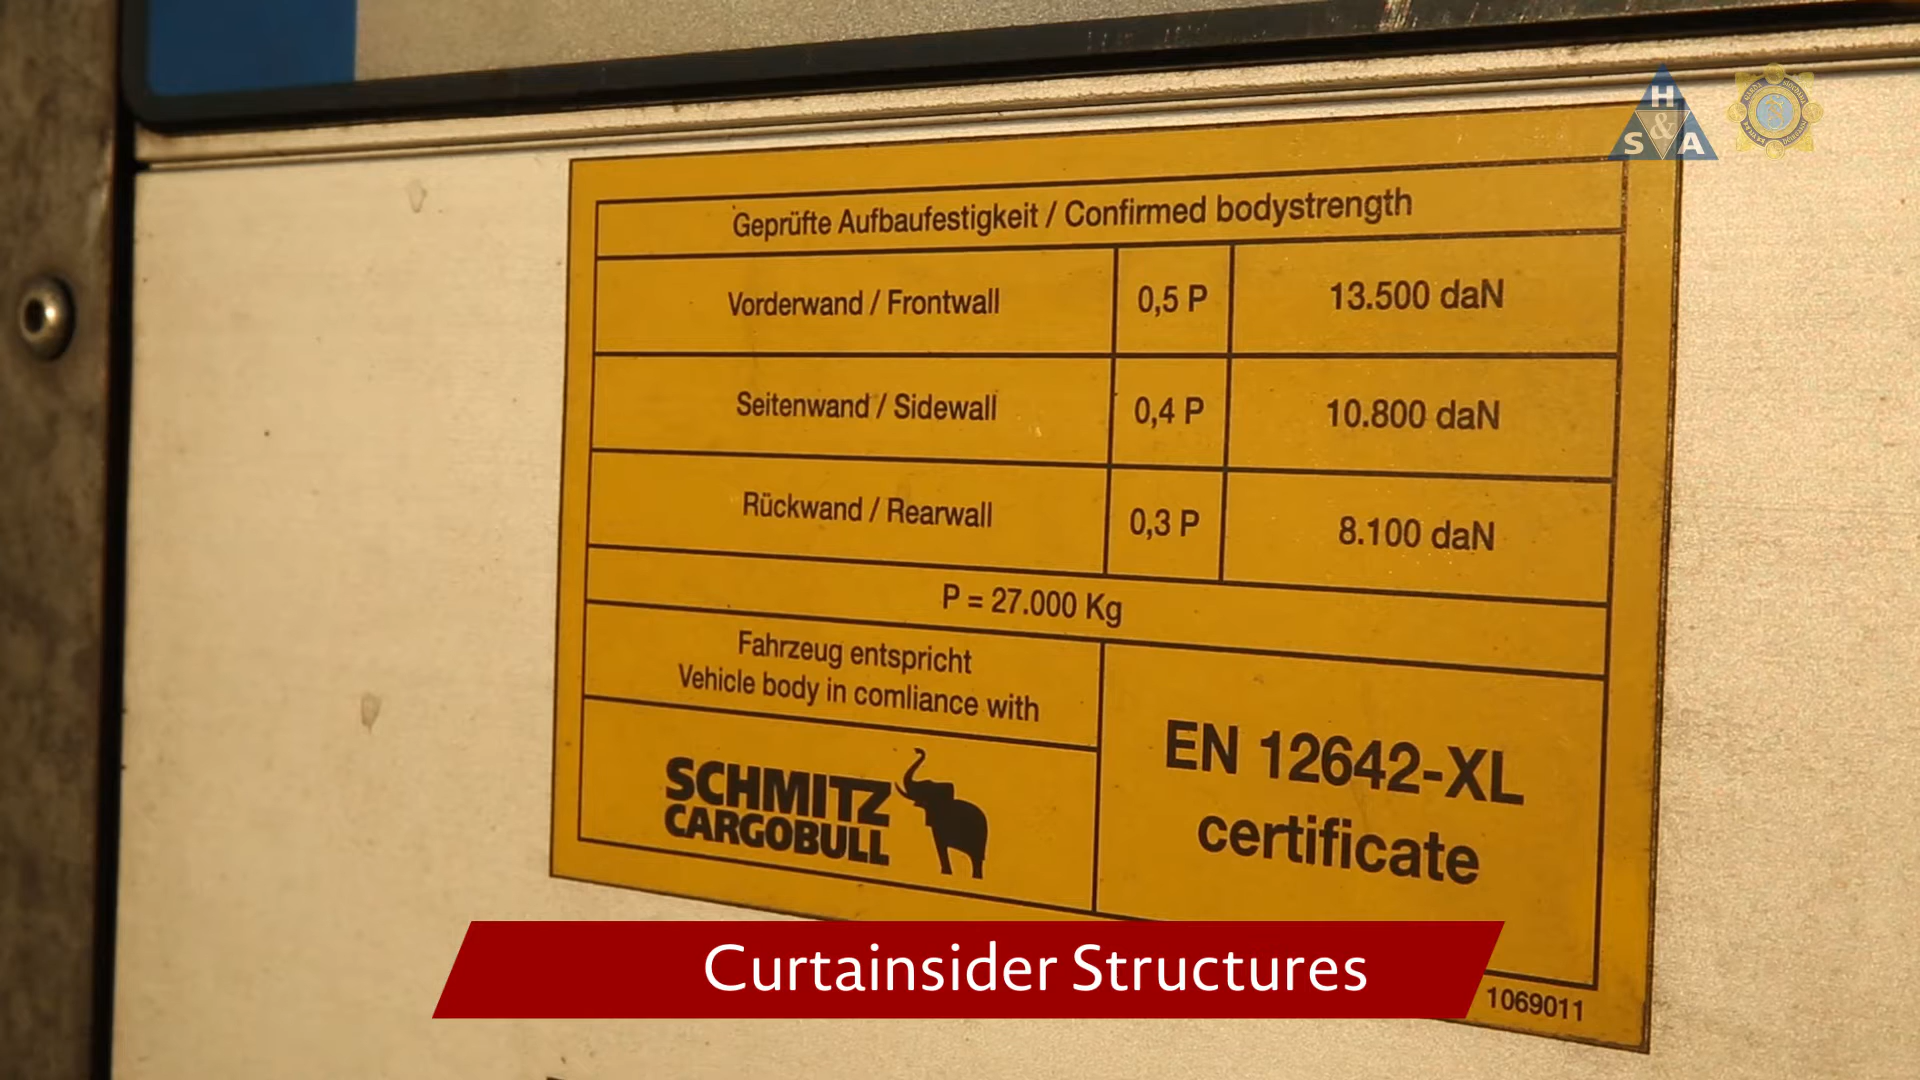 H
S & A
Geprüfte Aufbaufestigkeit / Confirmed bodystrength
Vorderwand / Frontwall 0,5 P 13.500 daN
Seitenwand / Sidewall 0,4 P 10.800 daN
Rückwand / Rearwall 0,3 P 8.100 daN
P = 27.000 Kg
Fahrzeug entspricht
Vehicle body in comliance with
SCHMITZ
CARGOBULL
EN 12642-XL
certificate
Curtainsider Structures
1069011